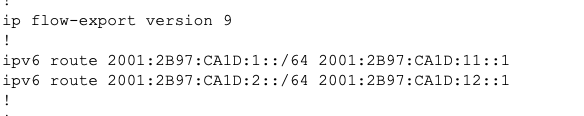 !
ip flow-export version 9
!
ipv6 route 2001:2B97:CA1D:1::/64 2001:2B97:CA1D:11::1
ipv6 route 2001:2B97:CA1D:2::/64 2001:2B97:CA1D:12::1
!